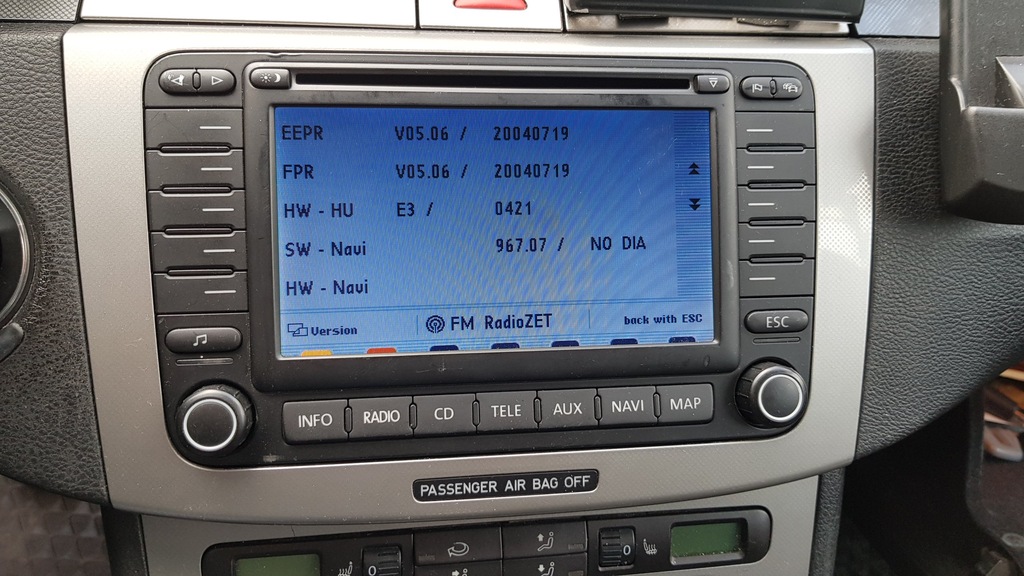 EEPR V05.06 / 20040719
FPR V05.06 / 20040719
HW - HU E3 / 0421
SW - Navi 967.07 / NO DIA
HW - Navi
Version FM RadioZET back with ESC
ESC
INFO RADIO CD TELE AUX NAVI MAP
PASSENGER AIR BAG OFF
0 0